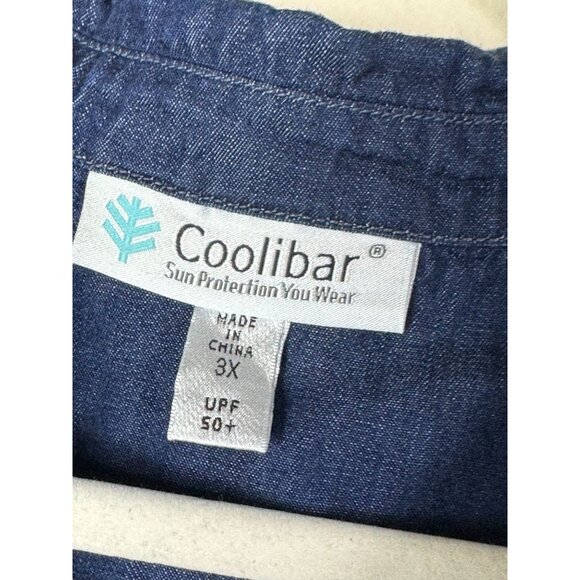 Coolibar®
Sun Protection You Wear
MADE
IN
CHINA
3X
UPF
50+